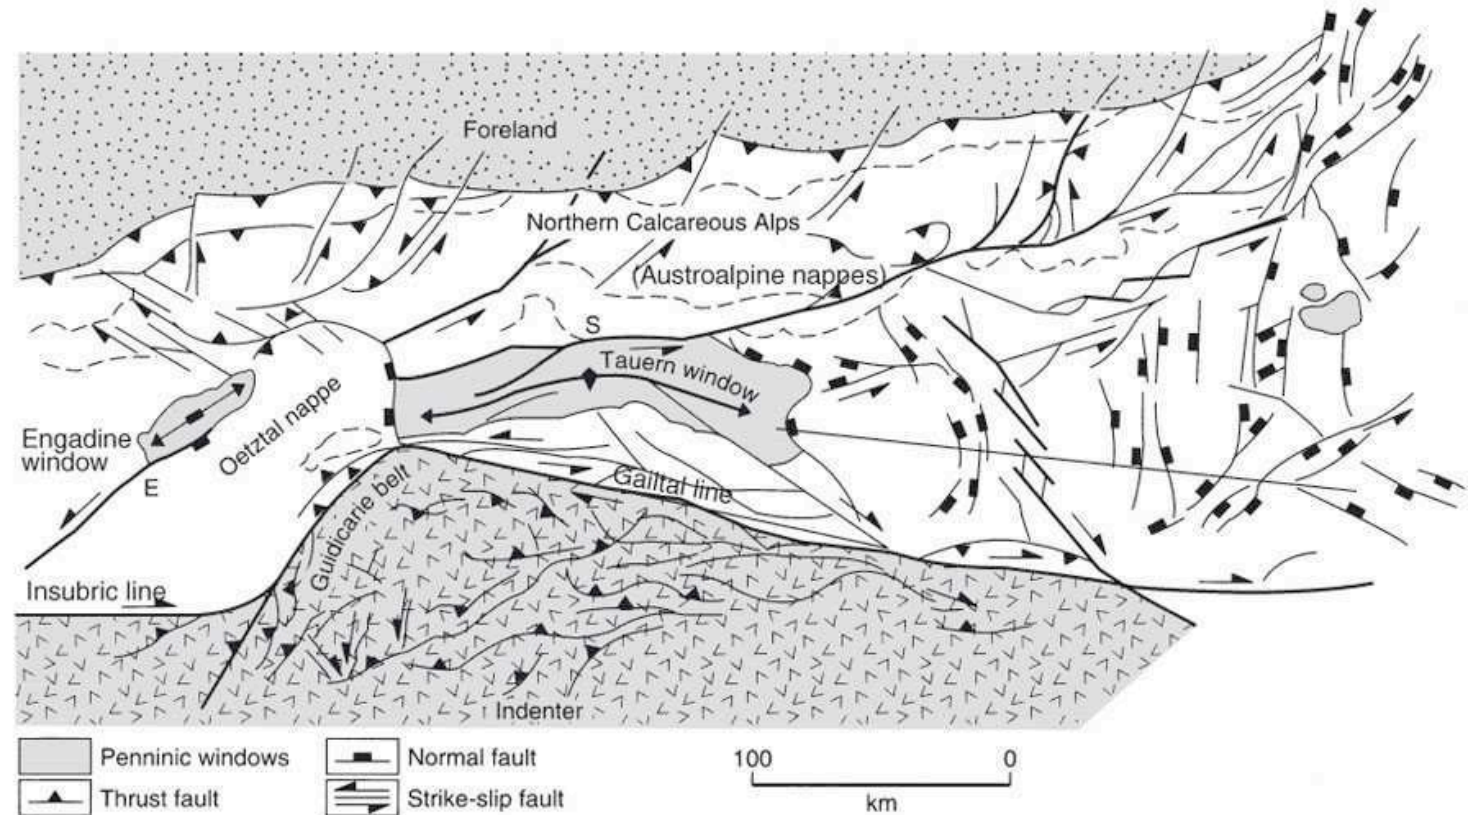 Foreland
Northern Calcareous Alps
(Austroalpine nappes)
S
Tauern window
Oetztal nappe
Engadine
window
E
Gailtal line
Guidicarie belt
Insubric line
Indenter
Penninic windows
Normal fault
100
0
Thrust fault
Strike-slip fault
km